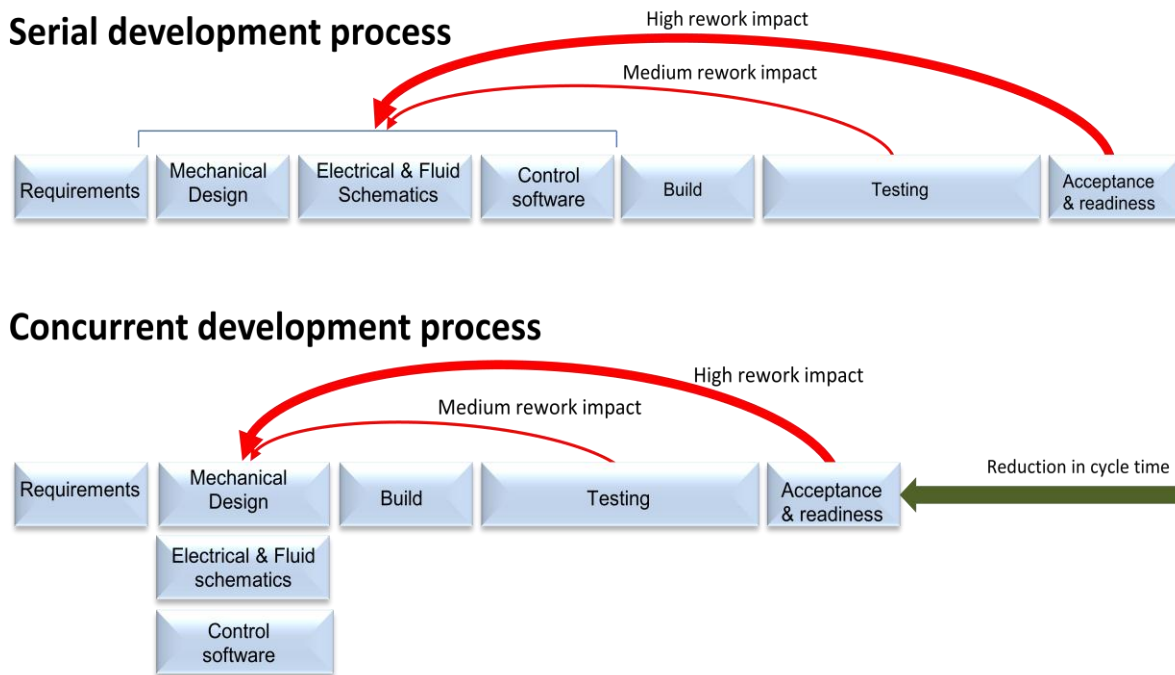 Serial development process
High rework impact
Medium rework impact
Requirements
Mechanical
Design
Electrical & Fluid
Schematics
Control
software
Build
Testing
Acceptance
& readiness
Concurrent development process
High rework impact
Medium rework impact
Reduction in cycle time
Requirements
Mechanical
Design
Build
Testing
Acceptance
& readiness
Electrical & Fluid
schematics
Control
software